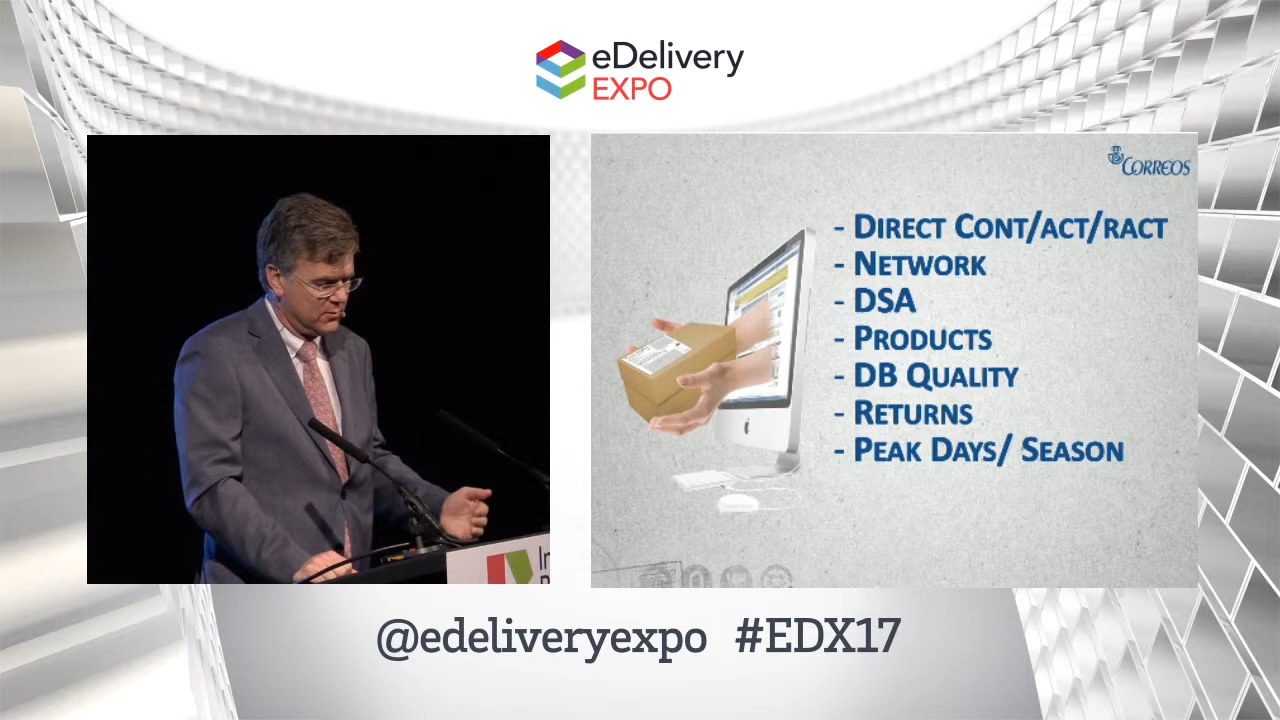 eDelivery
EXPO
CORREOS
- DIRECT CONT/ACT/RACT
- NETWORK
- DSA
- PRODUCTS
- DB QUALITY
- RETURNS
- PEAK DAYS/ SEASON
@edeliveryexpo #EDX17